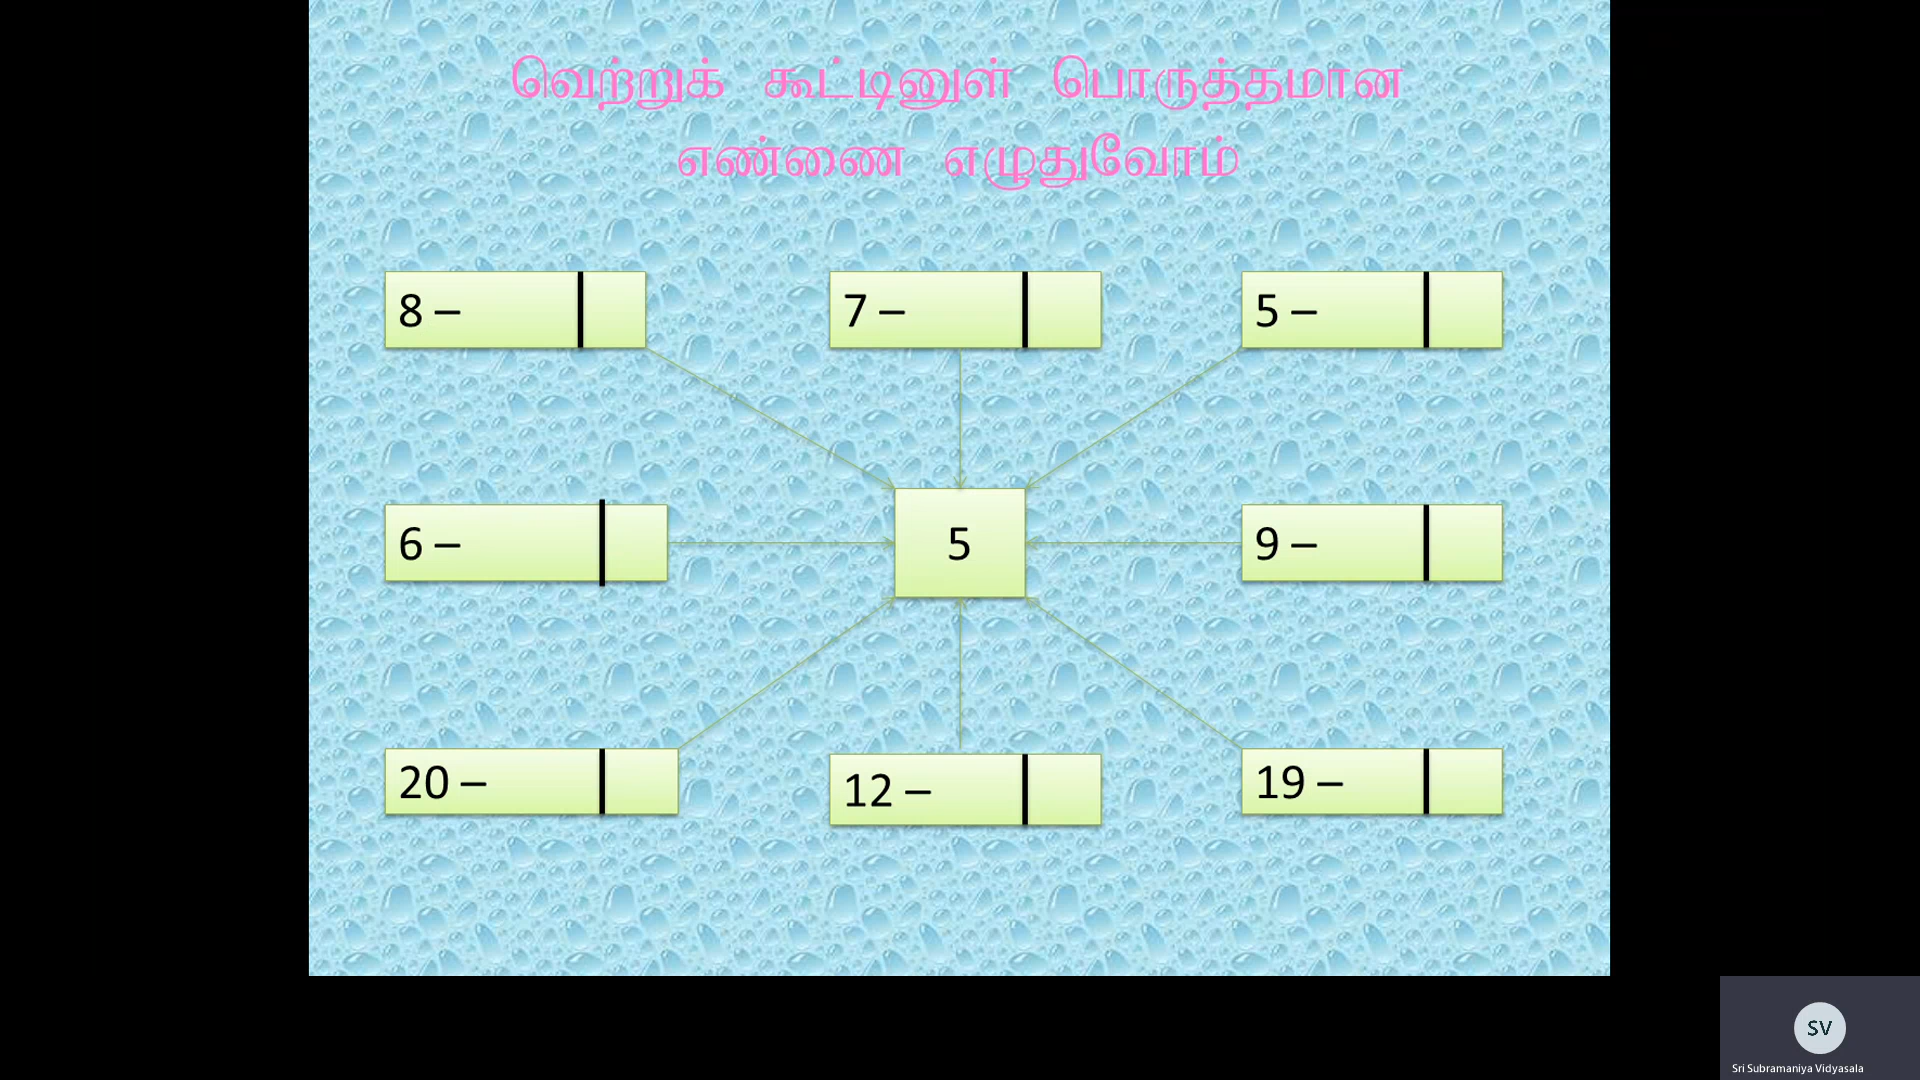 வெற்றுக் கூட்டினுள் பொருத்தமான
எண்ணை எழுதுவோம்
8 –
7 –
5 –
6 –
5
9 –
20 –
12 –
19 –
SV
Sri Subramaniya Vidyasala